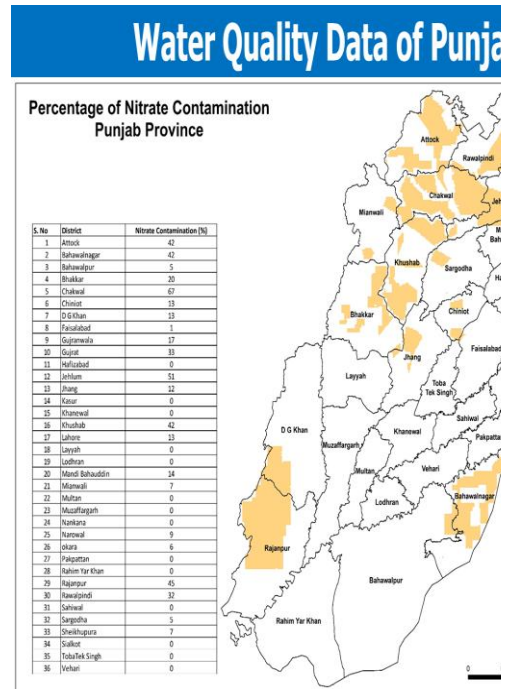 Water Quality Data of Punja
Percentage of Nitrate Contamination
Punjab Province
S. No District Nitrate Contamination (%)
1 Attock 42
2 Bahawalnagar 42
3 Bahawalpur 5
4 Bhakkar 20
5 Chakwal 67
6 Chiniot 13
7 D G Khan 13
8 Faisalabad 1
9 Gujranwala 17
10 Gujrat 33
11 Hafizabad 0
12 Jehlum 51
13 Jhang 12
14 Kasur 0
15 Khanewal 0
16 Khushab 42
17 Lahore 13
18 Layyah 0
19 Lodhran 0
20 Mandi Bahauddin 14
21 Mianwali 7
22 Multan 0
23 Muzaffargarh 0
24 Nankana 0
25 Narowal 9
26 okara 6
27 Pakpattan 0
28 Rahim Yar Khan 0
29 Rajanpur 45
30 Rawalpindi 32
31 Sahiwal 0
32 Sargodha 5
33 Sheikhupura 7
34 Sialkot 0
35 TobaTek Singh 0
36 Vehari 0
Attock
Rawalpindi
Chakwal
Jeh
Mianwali
M
Bah
Khushab
Sargodha
Ha
Bhakkar
Chiniot
Faisalabad
Jhang
Layyah
Toba
Tek Singh
D G Khan
Sahiwal
Khanewal
Muzaffargarh
Pakpatta
Multan
Vehari
Lodhran
Bahawalnagar
Rajanpur
Bahawalpur
Rahim Yar Khan
0